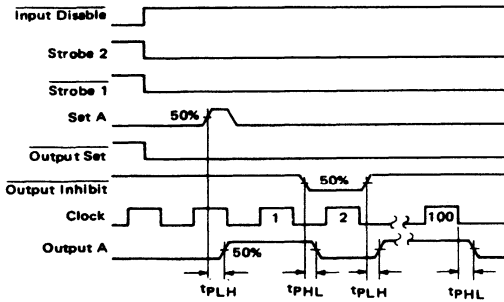 Input Disable
Strobe 2
Strobe 1
Set A
50%
Output Set
Output Inhibit
50%
Clock
1
2
100
Output A
50%
tPLH
tPHL
tPLH
tPHL